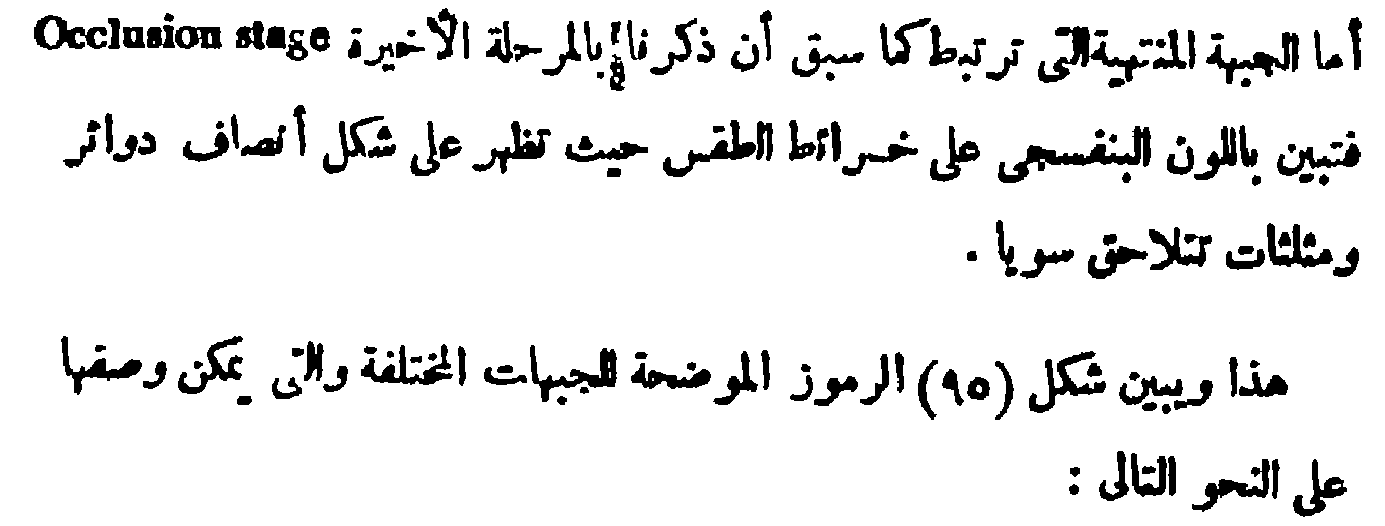 أما الجبهة المنتهية التى ترتبط كما سبق أن ذكرنا بالمرحلة الأخيرة Occlusion stage
فتبين باللون البنفسجى على خرائط الطقس حيث تظهر على شكل أنصاف دوائر
ومثلثات تتلاحق سويا .
هذا ويبين شكل (٩٥) الرموز الموضحة للجبهات المختلفة والتى يمكن وصفها
على النحو التالى :